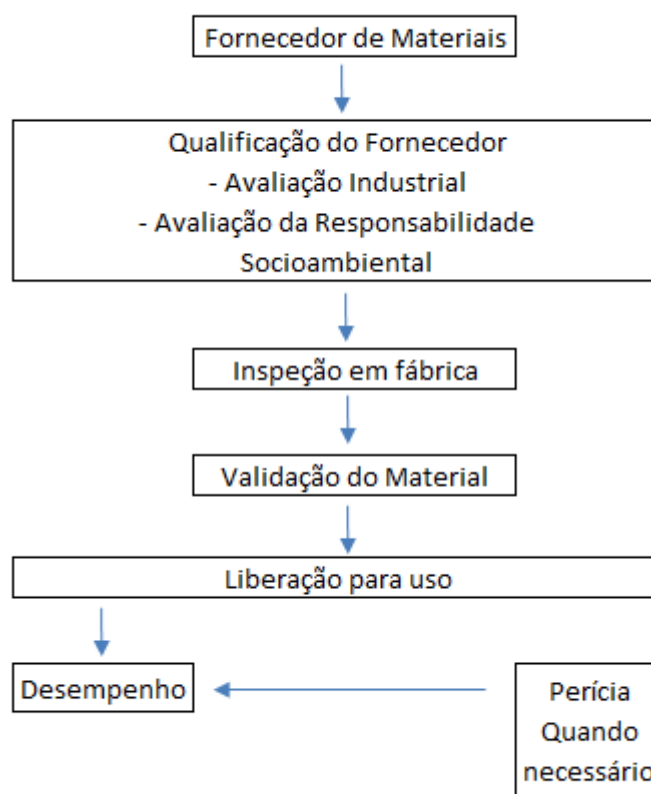 Fornecedor de Materiais
Qualificação do Fornecedor
- Avaliação Industrial
- Avaliação da Responsabilidade
Socioambiental
Inspeção em fábrica
Validação do Material
Liberação para uso
Desempenho
Perícia
Quando
necessário